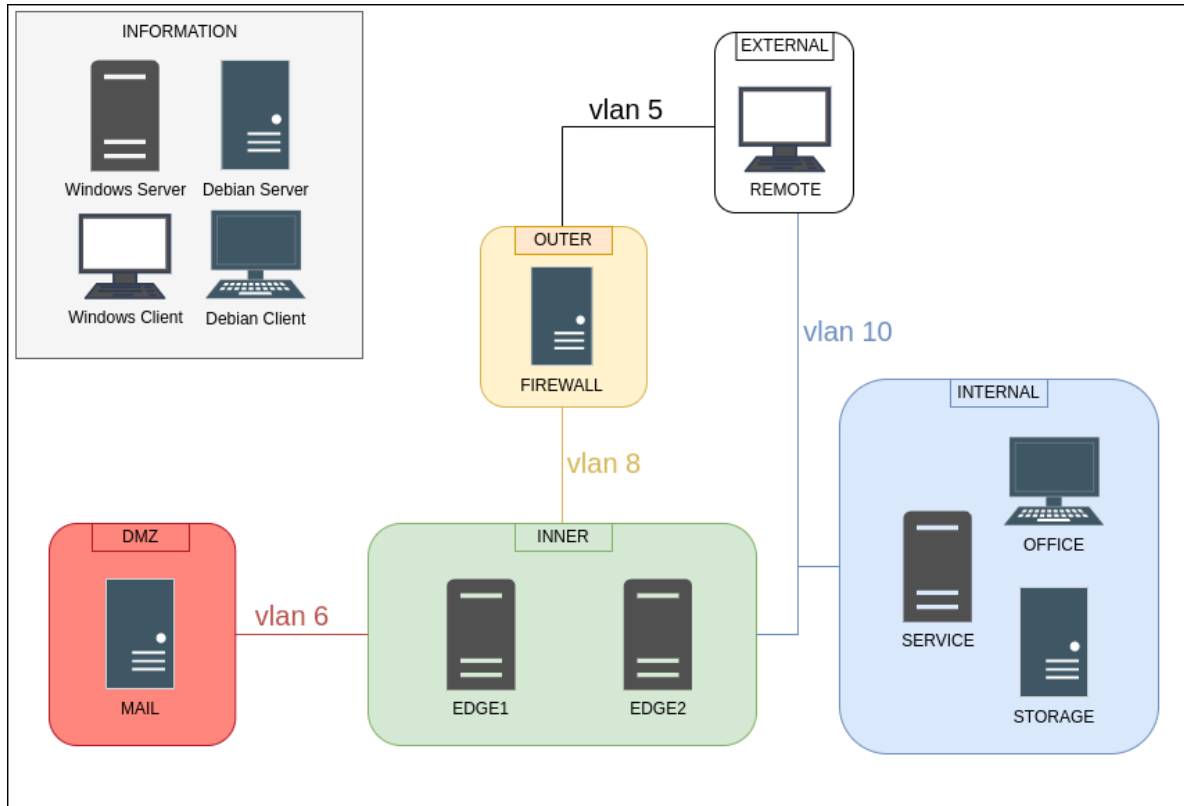 INFORMATION
Windows Server
Debian Server
Windows Client
Debian Client
EXTERNAL
REMOTE
vlan 5
OUTER
FIREWALL
vlan 10
vlan 8
INTERNAL
OFFICE
SERVICE
STORAGE
DMZ
MAIL
vlan 6
INNER
EDGE1
EDGE2